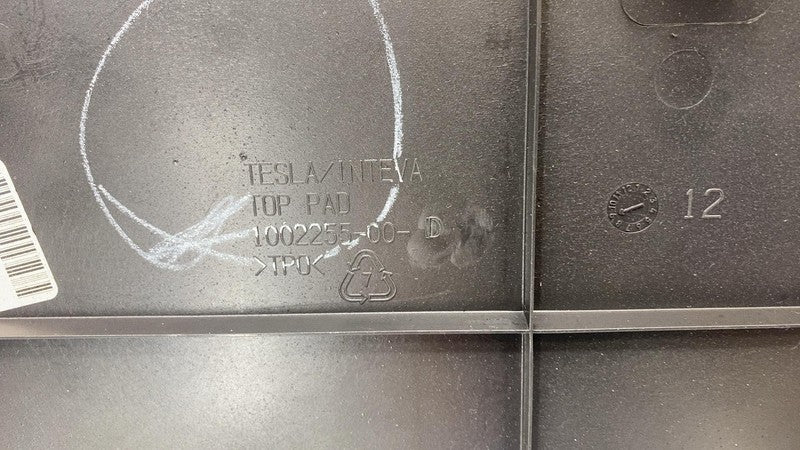 TESLA/INTEVA
TOP PAD
1002255-00- D
>TPO<
7
12